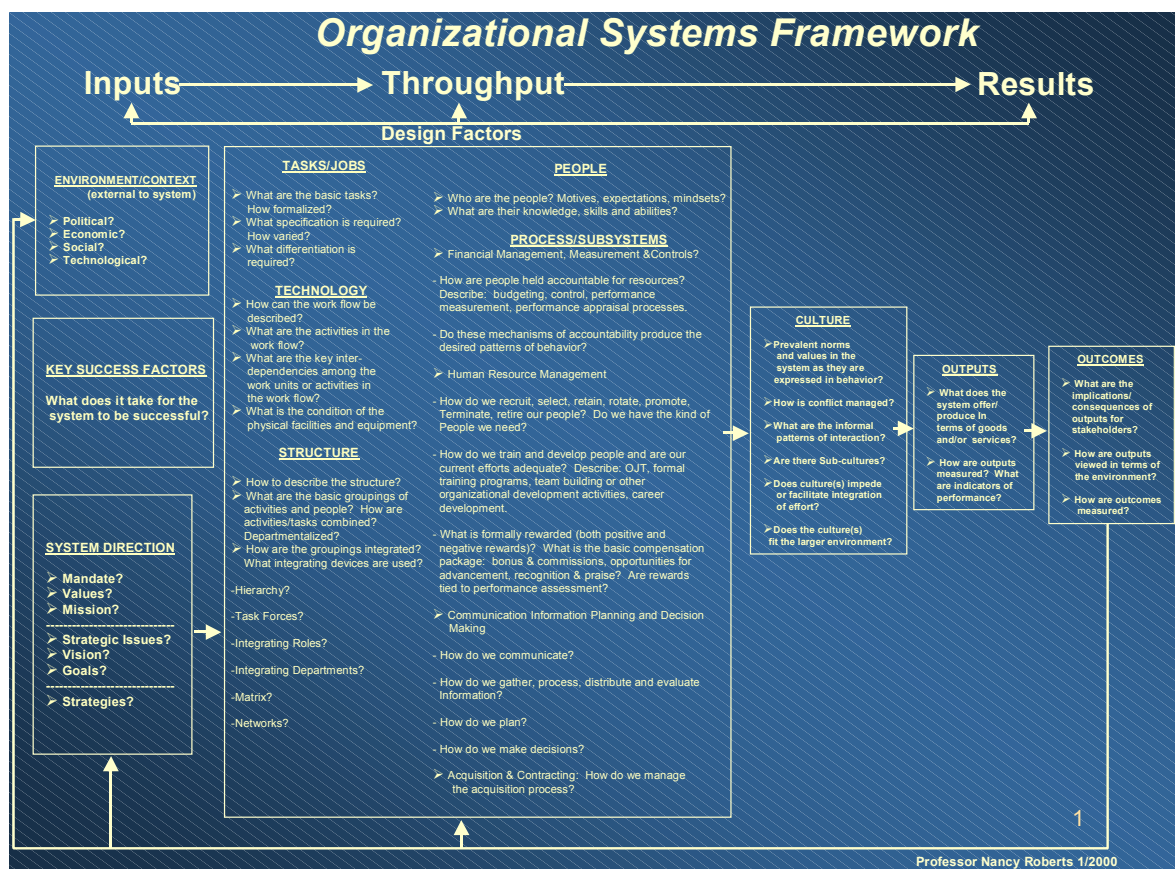 Organizational Systems Framework
Inputs
Throughput
Results
Design Factors
ENVIRONMENT/CONTEXT
(external to system)
➢ Political?
➢ Economic?
➢ Social?
➢ Technological?
KEY SUCCESS FACTORS
What does it take for the
system to be successful?
SYSTEM DIRECTION
➢ Mandate?
➢ Values?
➢ Mission?
-------------------------------
➢ Strategic Issues?
➢ Vision?
➢ Goals?
-------------------------------
➢ Strategies?
TASKS/JOBS
➢ What are the basic tasks?
How formalized?
➢ What specification is required?
How varied?
➢ What differentiation is
required?
TECHNOLOGY
➢ How can the work flow be
described?
➢ What are the activities in the
work flow?
➢ What are the key inter-
dependencies among the
work units or activities in
the work flow?
➢ What is the condition of the
physical facilities and equipment?
STRUCTURE
➢ How to describe the structure?
➢ What are the basic groupings of
activities and people? How are
activities/tasks combined?
Departmentalized?
➢ How are the groupings integrated?
What integrating devices are used?
-Hierarchy?
-Task Forces?
-Integrating Roles?
-Integrating Departments?
-Matrix?
-Networks?
PEOPLE
➢ Who are the people? Motives, expectations, mindsets?
➢ What are their knowledge, skills and abilities?
PROCESS/SUBSYSTEMS
➢ Financial Management, Measurement &Controls?
- How are people held accountable for resources?
Describe: budgeting, control, performance
measurement, performance appraisal processes.
- Do these mechanisms of accountability produce the
desired patterns of behavior?
➢ Human Resource Management
- How do we recruit, select, retain, rotate, promote,
Terminate, retire our people? Do we have the kind of
People we need?
- How do we train and develop people and are our
current efforts adequate? Describe: OJT, formal
training programs, team building or other
organizational development activities, career
development.
- What is formally rewarded (both positive and
negative rewards)? What is the basic compensation
package: bonus & commissions, opportunities for
advancement, recognition & praise? Are rewards
tied to performance assessment?
➢ Communication Information Planning and Decision
Making
- How do we communicate?
- How do we gather, process, distribute and evaluate
Information?
- How do we plan?
- How do we make decisions?
➢ Acquisition & Contracting: How do we manage
the acquisition process?
CULTURE
➢Prevalent norms
and values in the
system as they are
expressed in behavior?
➢How is conflict managed?
➢What are the informal
patterns of interaction?
➢Are there Sub-cultures?
➢Does culture(s) impede
or facilitate integration
of effort?
➢Does the culture(s)
fit the larger environment?
OUTPUTS
➢ What does the
system offer/
produce In
terms of goods
and/or services?
➢ How are outputs
measured? What
are indicators of
performance?
OUTCOMES
➢ What are the
implications/
consequences of
outputs for
stakeholders?
➢ How are outputs
viewed in terms of
the environment?
➢ How are outcomes
measured?
1
Professor Nancy Roberts 1/2000